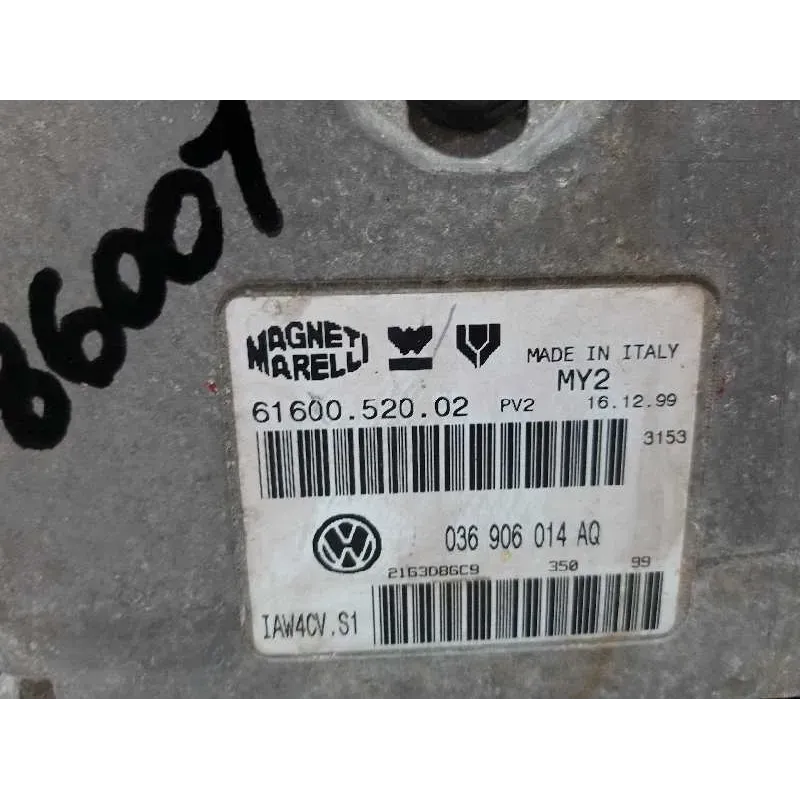 86001
MAGNETI
MARELLI
MADE IN ITALY
MY2
61600.520.02 PV2 16.12.99
3153
036 906 014 AQ
2163D86C9 350 99
IAW4CV.S1